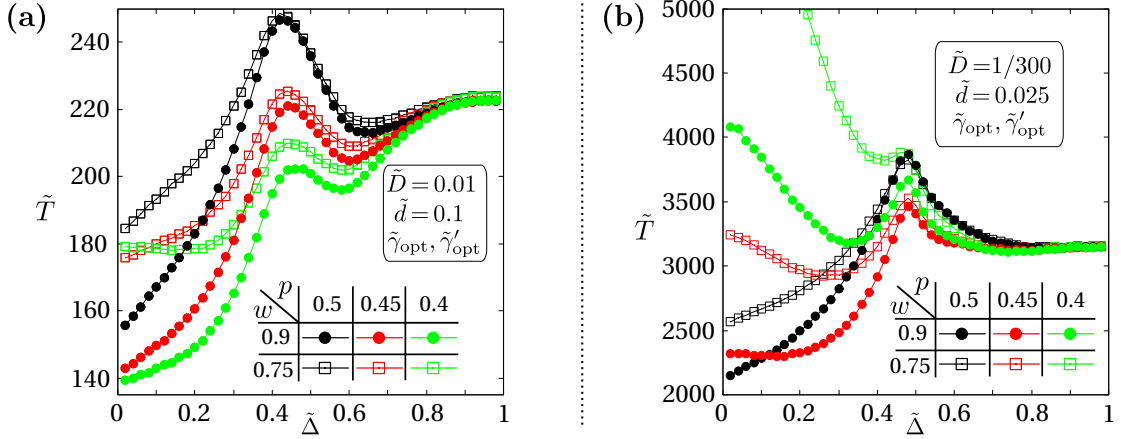 (a)
240
220
200
180
160
140
T̃
0 0.2 0.4 0.6 0.8 1
Δ̃
D̃ = 0.01
d̃ = 0.1
γ̃opt, γ̃′opt
p
w 0.5 0.45 0.4
0.9
0.75
(b)
5000
4500
4000
3500
3000
2500
2000
T̃
0 0.2 0.4 0.6 0.8 1
Δ̃
D̃ =1/300
d̃ = 0.025
γ̃opt, γ̃′opt
p
w 0.5 0.45 0.4
0.9
0.75